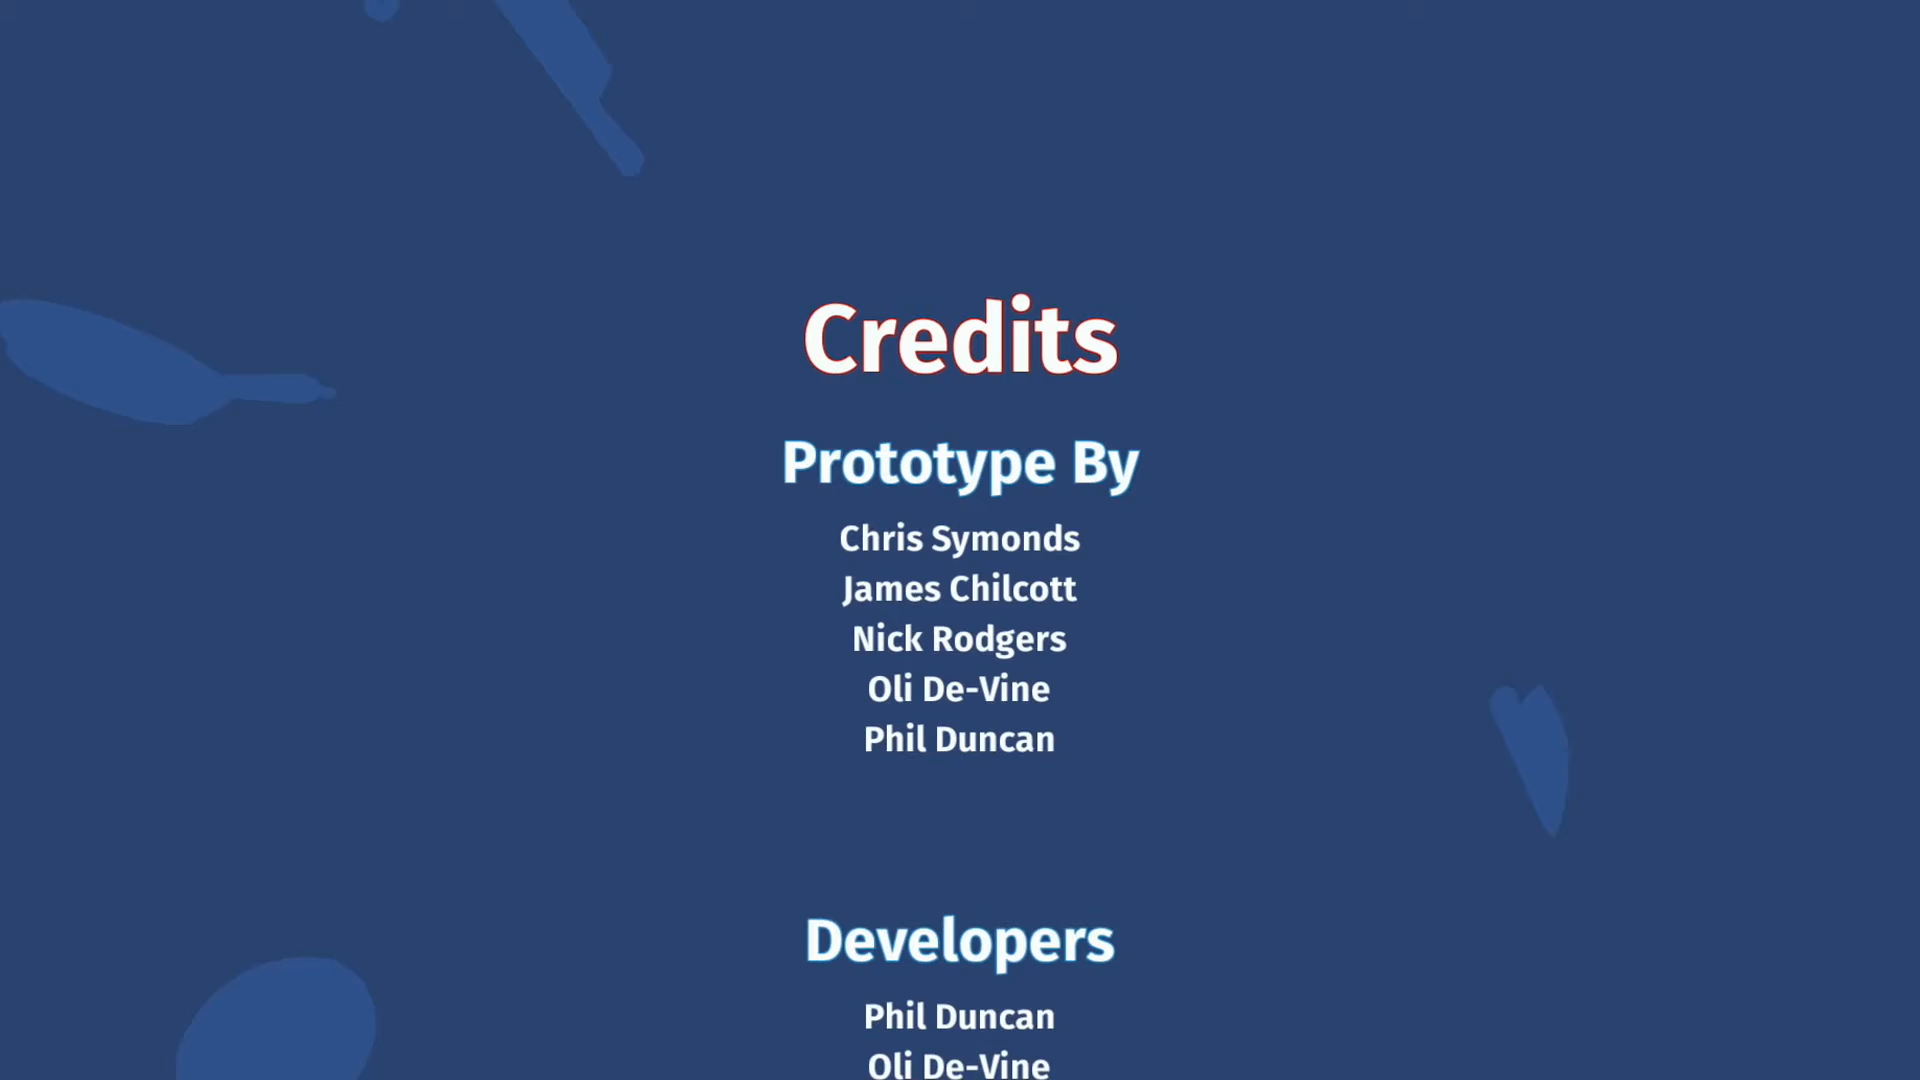 Credits
Prototype By
Chris Symonds
James Chilcott
Nick Rodgers
Oli De-Vine
Phil Duncan
Developers
Phil Duncan
Oli De-Vine